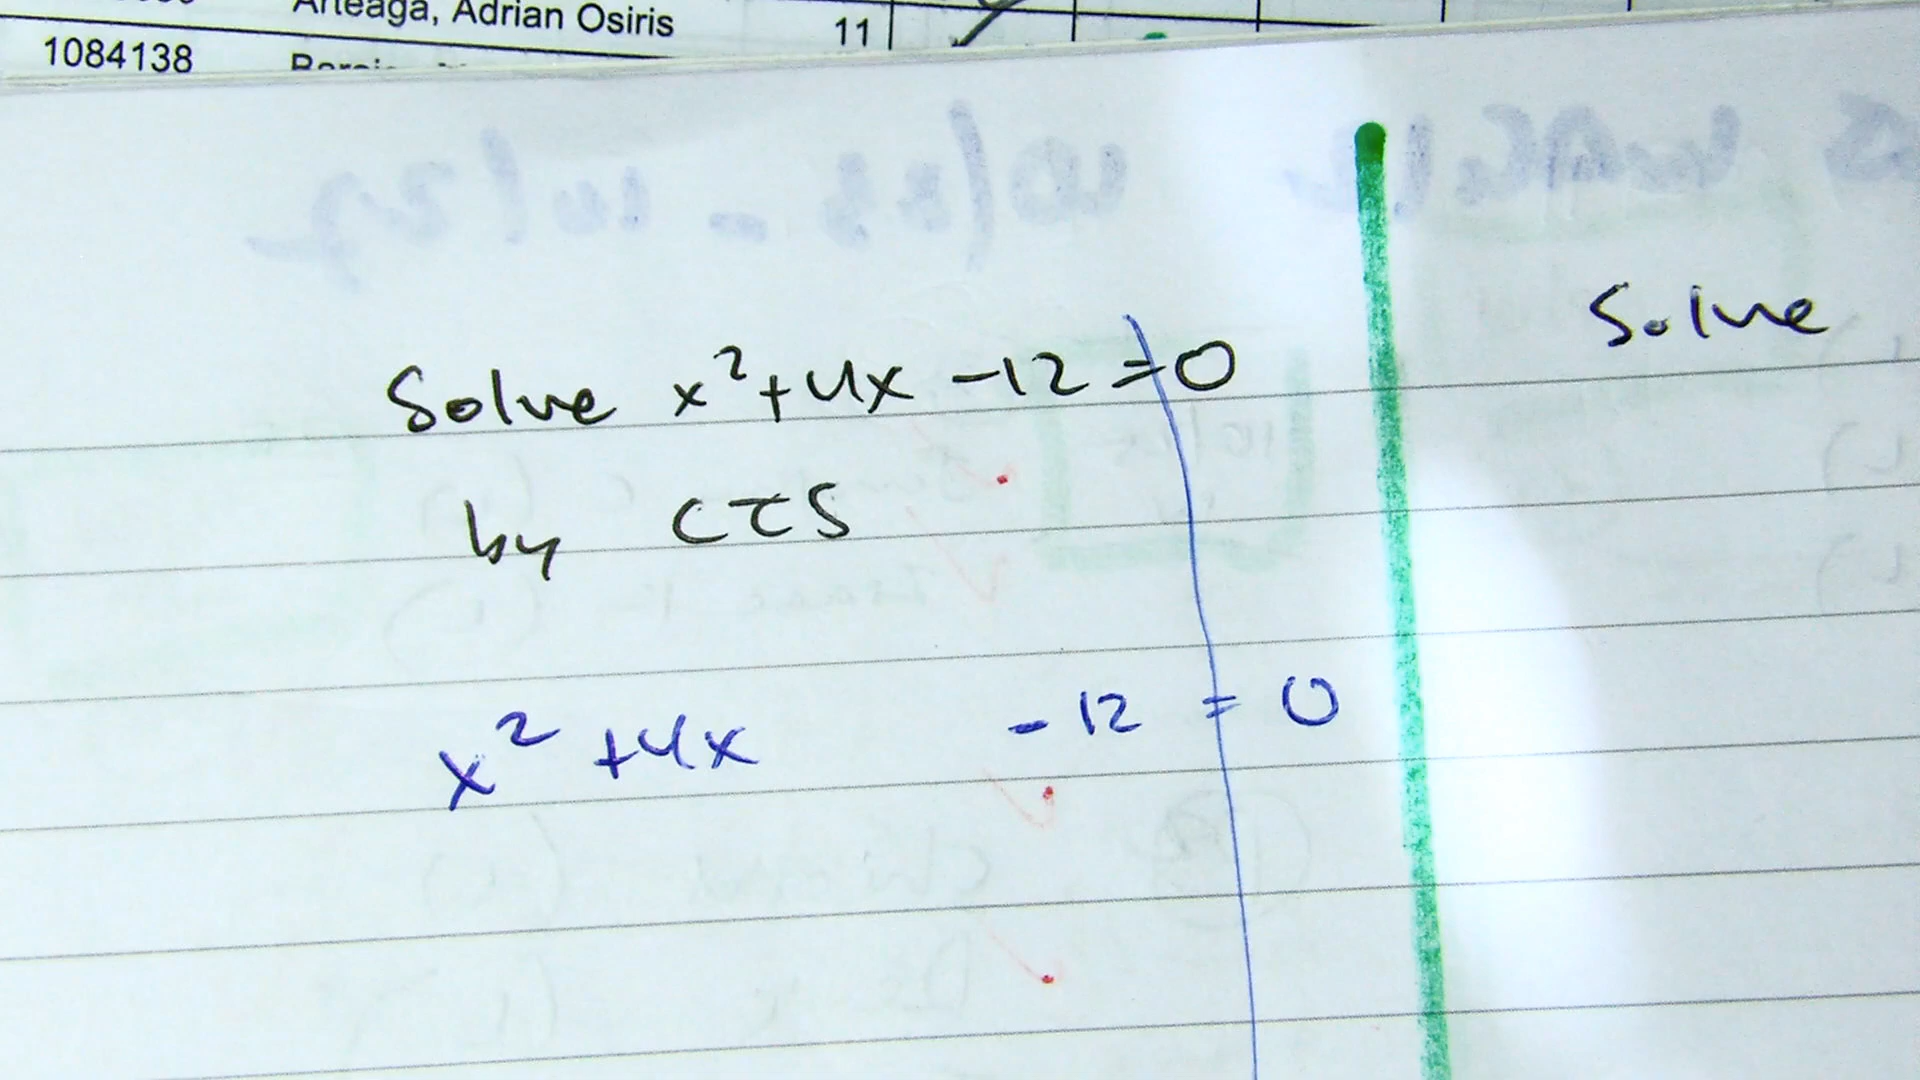 Arteaga, Adrian Osiris 11
1084138
Solve x² + 4x - 12 = 0
by CTS
x² + 4x - 12 = 0
Solve